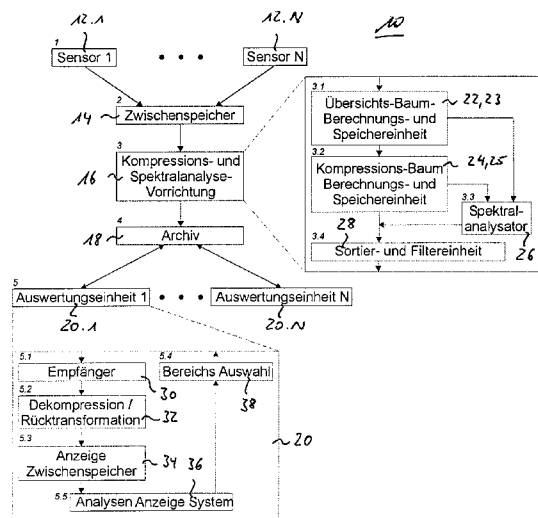 12.1
12.N
10
1
Sensor 1
Sensor N
2
Zwischenspeicher
14
3
Kompressions- und
Spektralanalyse-
Vorrichtung
16
4
Archiv
18
5
Auswertungseinheit 1
Auswertungseinheit N
20.1
20.N
3.1
Übersichts-Baum-
Berechnungs- und
Speichereinheit
22,23
3.2
Kompressions-Baum
Berechnungs- und
Speichereinheit
24,25
3.3
Spektral-
analysator
26
28
3.4
Sortier- und Filtereinheit
5.1
Empfänger
30
5.2
Dekompression /
Rücktransformation
32
5.3
Anzeige
Zwischenspeicher
34
36
5.5
Analysen Anzeige System
5.4
Bereichs Auswahl
38
20